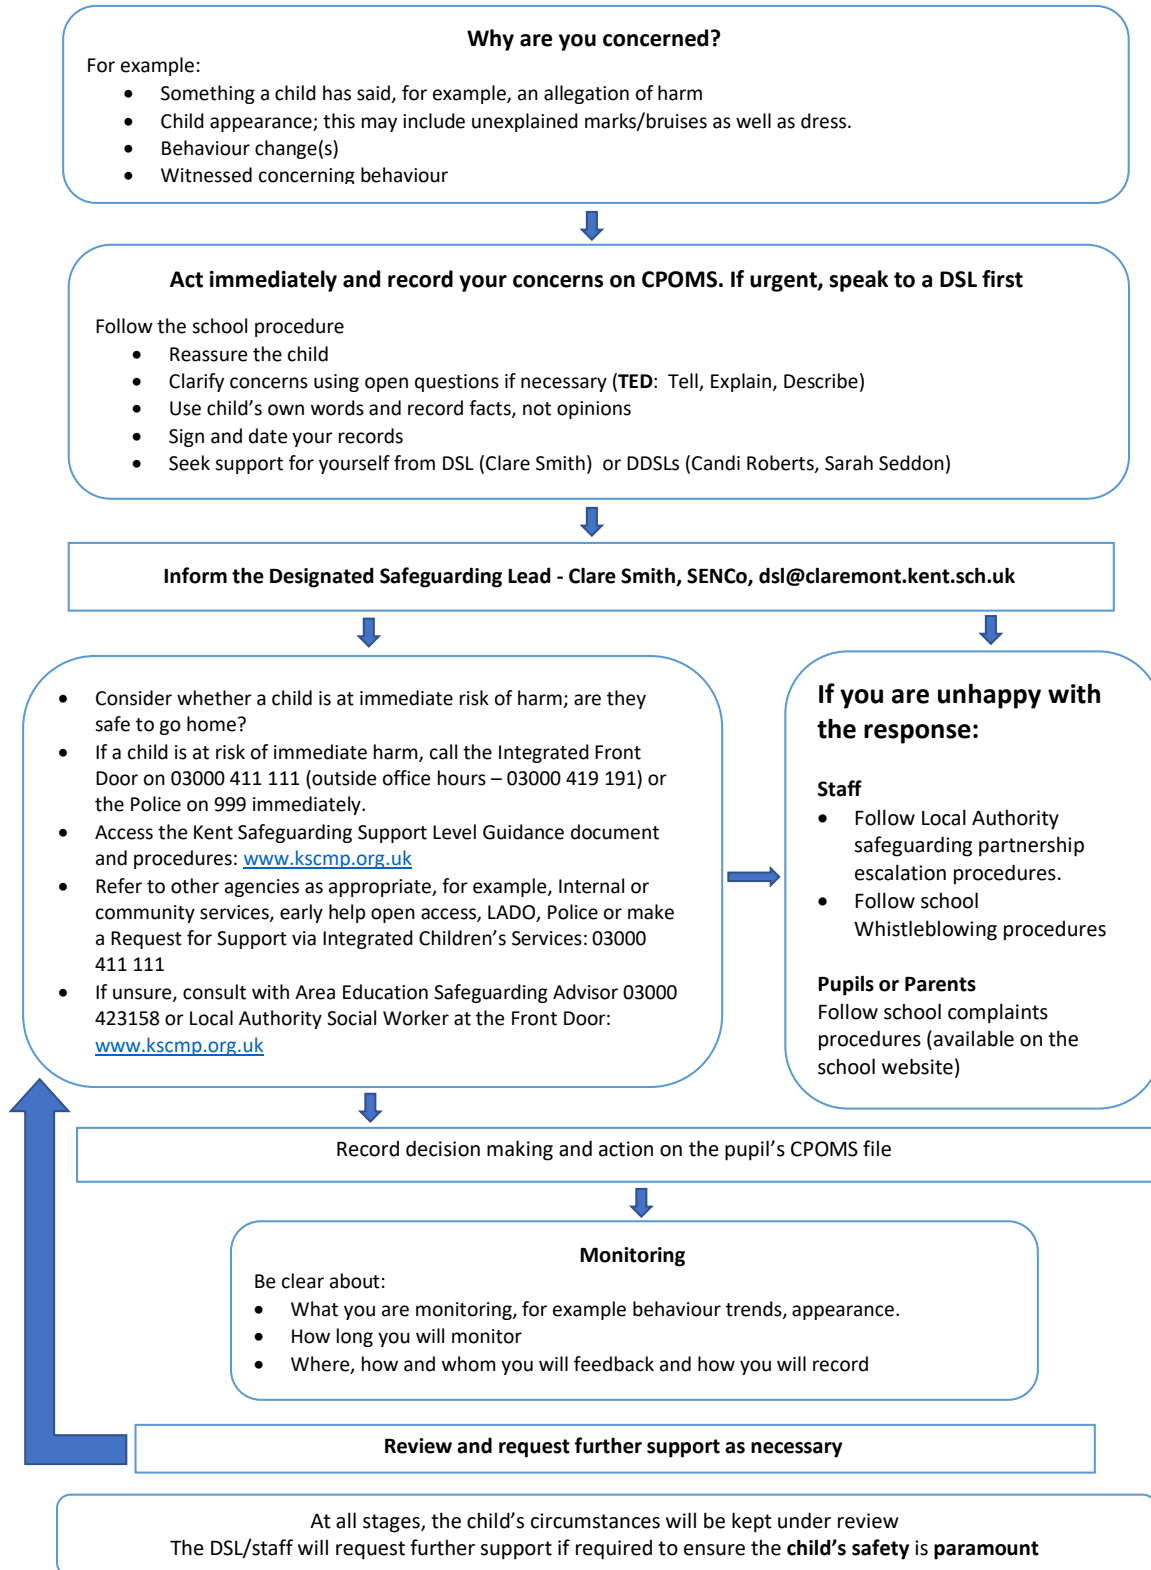 Why are you concerned?
For example:
• Something a child has said, for example, an allegation of harm
• Child appearance; this may include unexplained marks/bruises as well as dress.
• Behaviour change(s)
• Witnessed concerning behaviour
Act immediately and record your concerns on CPOMS. If urgent, speak to a DSL first
Follow the school procedure
• Reassure the child
• Clarify concerns using open questions if necessary (TED:  Tell, Explain, Describe)
• Use child's own words and record facts, not opinions
• Sign and date your records
• Seek support for yourself from DSL (Clare Smith)  or DDSLs (Candi Roberts, Sarah Seddon)
Inform the Designated Safeguarding Lead - Clare Smith, SENCo, dsl@claremont.kent.sch.uk
• Consider whether a child is at immediate risk of harm; are they
safe to go home?
• If a child is at risk of immediate harm, call the Integrated Front
Door on 03000 411 111 (outside office hours – 03000 419 191) or
the Police on 999 immediately.
• Access the Kent Safeguarding Support Level Guidance document
and procedures: www.kscmp.org.uk
• Refer to other agencies as appropriate, for example, Internal or
community services, early help open access, LADO, Police or make
a Request for Support via Integrated Children's Services: 03000
411 111
• If unsure, consult with Area Education Safeguarding Advisor 03000
423158 or Local Authority Social Worker at the Front Door:
www.kscmp.org.uk
If you are unhappy with
the response:
Staff
• Follow Local Authority
safeguarding partnership
escalation procedures.
• Follow school
Whistleblowing procedures
Pupils or Parents
Follow school complaints
procedures (available on the
school website)
Record decision making and action on the pupil's CPOMS file
Monitoring
Be clear about:
• What you are monitoring, for example behaviour trends, appearance.
• How long you will monitor
• Where, how and whom you will feedback and how you will record
Review and request further support as necessary
At all stages, the child's circumstances will be kept under review
The DSL/staff will request further support if required to ensure the child's safety is paramount